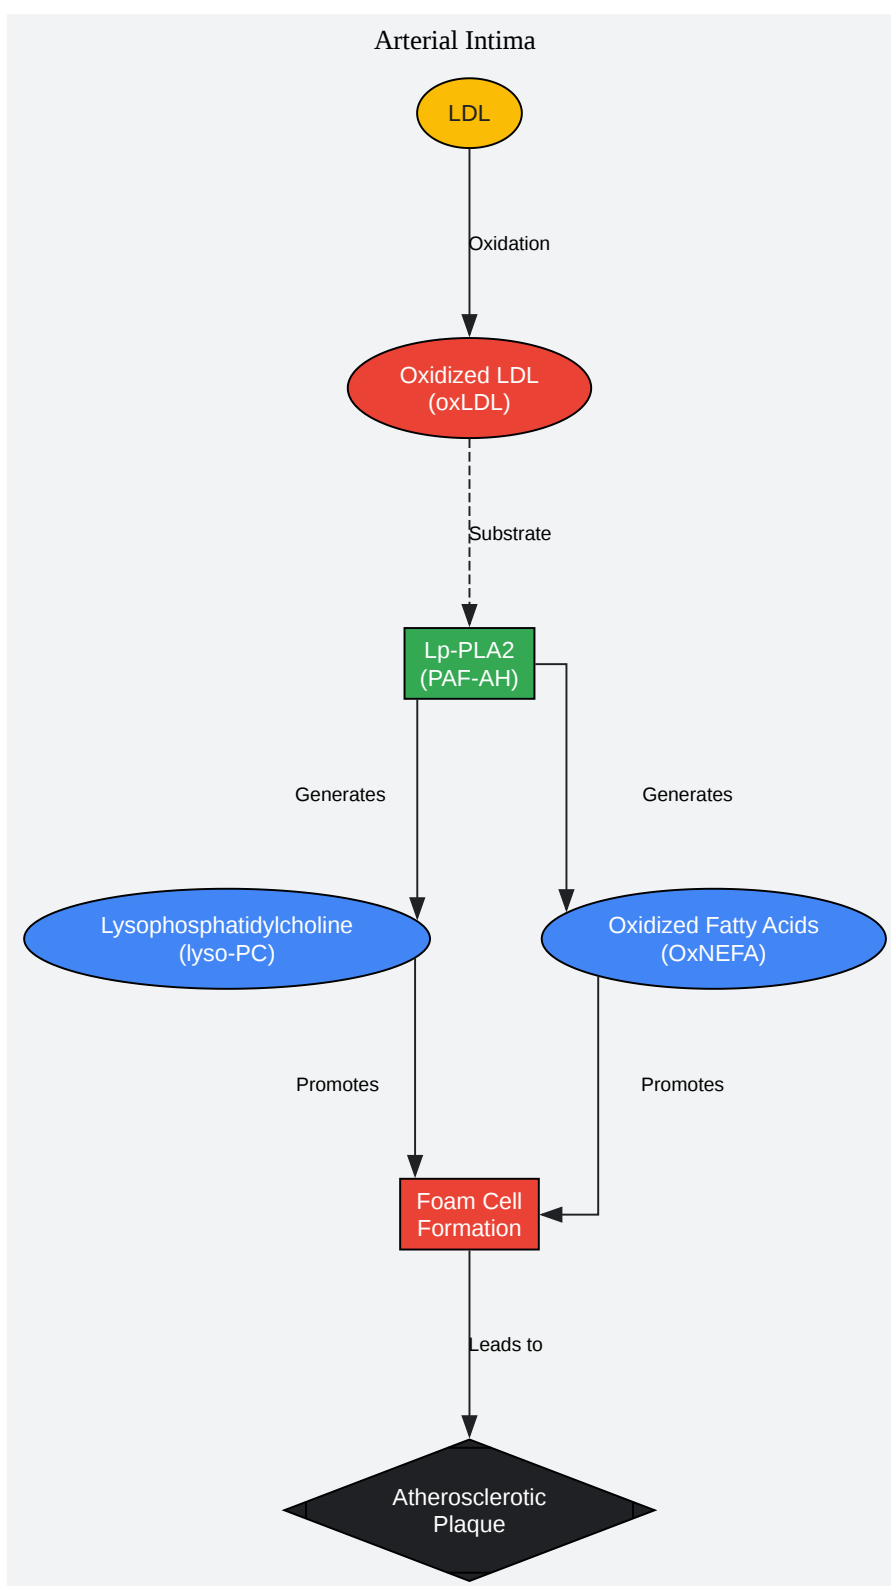 Arterial Intima
LDL
Oxidation
Oxidized LDL
(oxLDL)
Substrate
Lp-PLA2
(PAF-AH)
Generates
Generates
Lysophosphatidylcholine
(lyso-PC)
Oxidized Fatty Acids
(OxNEFA)
Promotes
Promotes
Foam Cell
Formation
Leads to
Atherosclerotic
Plaque